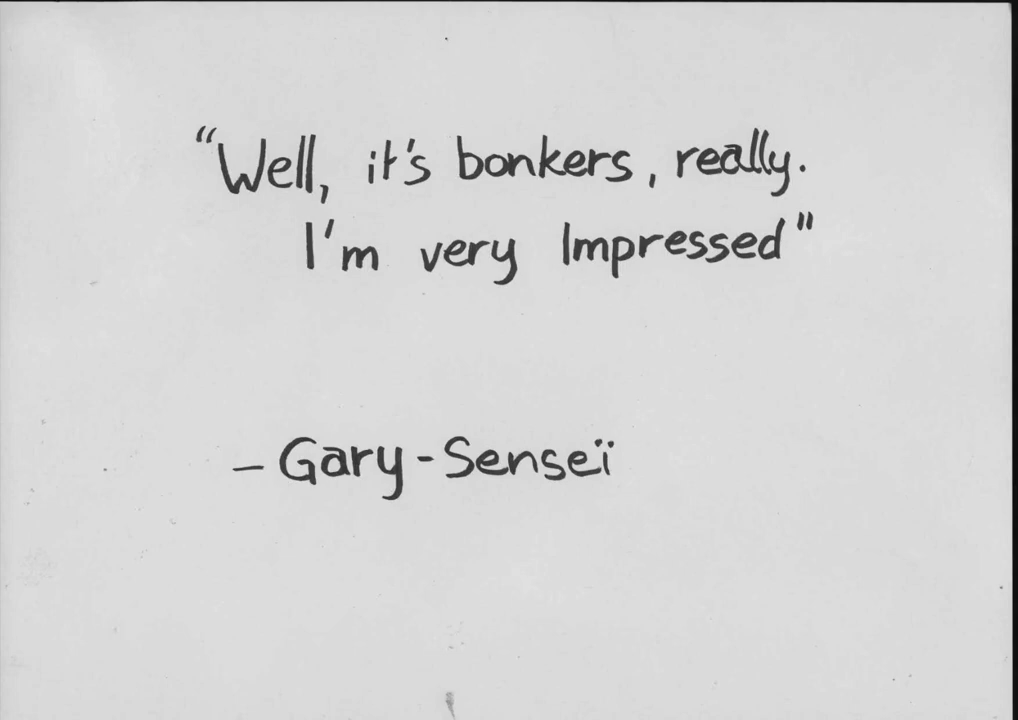 "Well, it's bonkers, really.
I'm very Impressed"
- Gary-Senseï